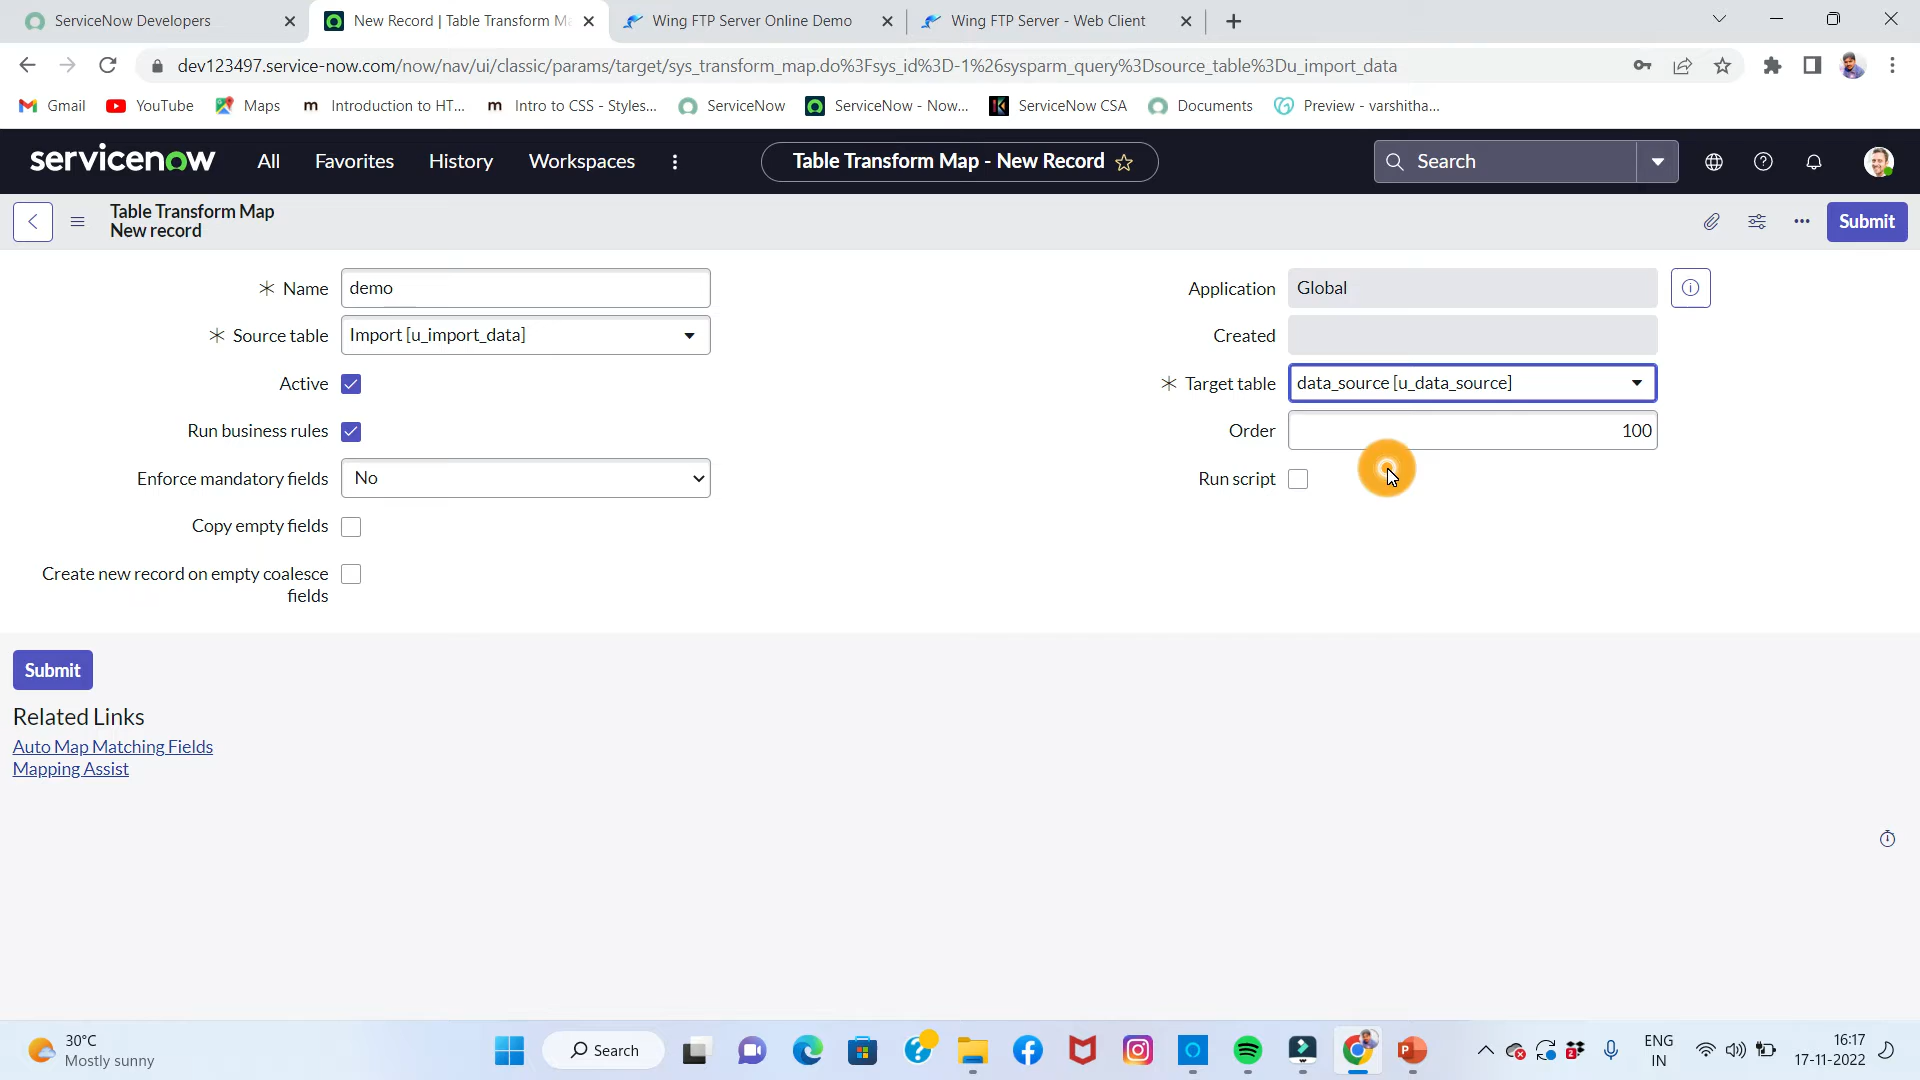 ServiceNow Developers
New Record | Table Transform Ma
Wing FTP Server Online Demo
Wing FTP Server - Web Client
dev123497.service-now.com/now/nav/ui/classic/params/target/sys_transform_map.do%3Fsys_id%3D-1%26sysparm_query%3Dsource_table%3Du_import_data
Gmail
YouTube
Maps
Introduction to HT...
Intro to CSS - Styles...
ServiceNow
ServiceNow - Now...
ServiceNow CSA
Documents
Preview - varshitha...
servicenow
All
Favorites
History
Workspaces
Table Transform Map - New Record
Search
Table Transform Map
New record
Submit
Name
demo
Application
Global
Source table
Import [u_import_data]
Created
Active
Target table
data_source [u_data_source]
Run business rules
Order
100
Enforce mandatory fields
No
Run script
Copy empty fields
Create new record on empty coalesce
fields
Submit
Related Links
Auto Map Matching Fields
Mapping Assist
30°C
Mostly sunny
Search
ENG
IN
16:17
17-11-2022